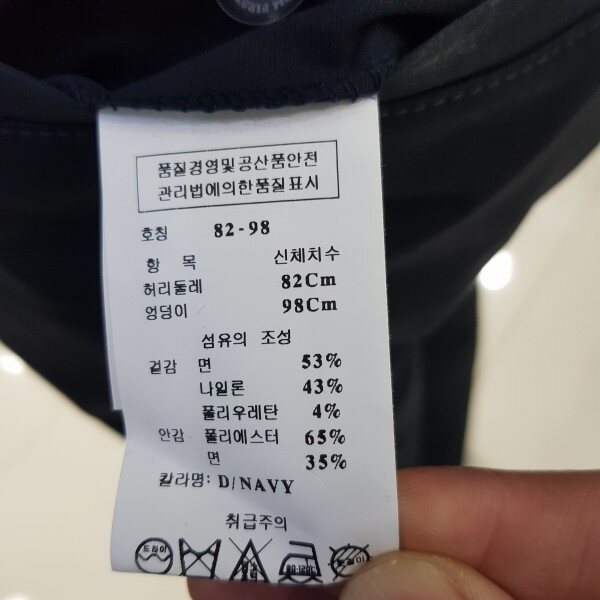 품질경영및공산품안전
관리법에의한품질표시
호칭 82-98
항 목 신체치수
허리둘레 82Cm
엉덩이 98Cm
섬유의 조성
겉감 면 53%
나일론 43%
폴리우레탄 4%
안감 폴리에스터 65%
면 35%
칼라명: D/NAVY
취급주의
드라이